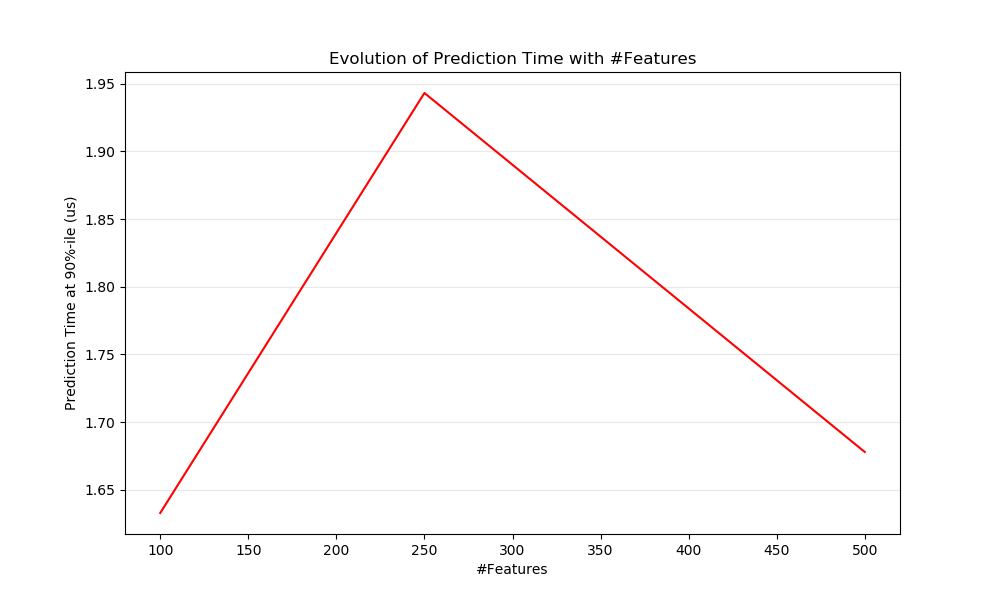 Evolution of Prediction Time with #Features
Prediction Time at 90%-ile (us)
1.95
1.90
1.85
1.80
1.75
1.70
1.65
100 150 200 250 300 350 400 450 500
#Features